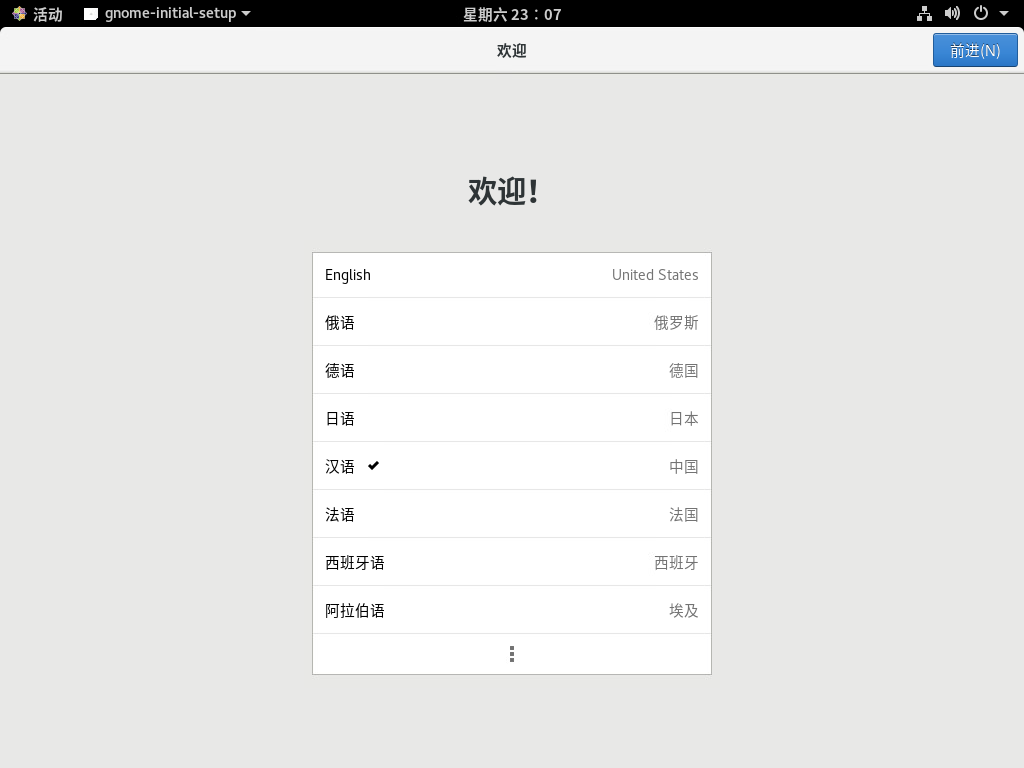 活动 gnome-initial-setup 星期六 23：07
欢迎 前进(N)
欢迎！
English United States
俄语 俄罗斯
德语 德国
日语 日本
汉语 中国
法语 法国
西班牙语 西班牙
阿拉伯语 埃及